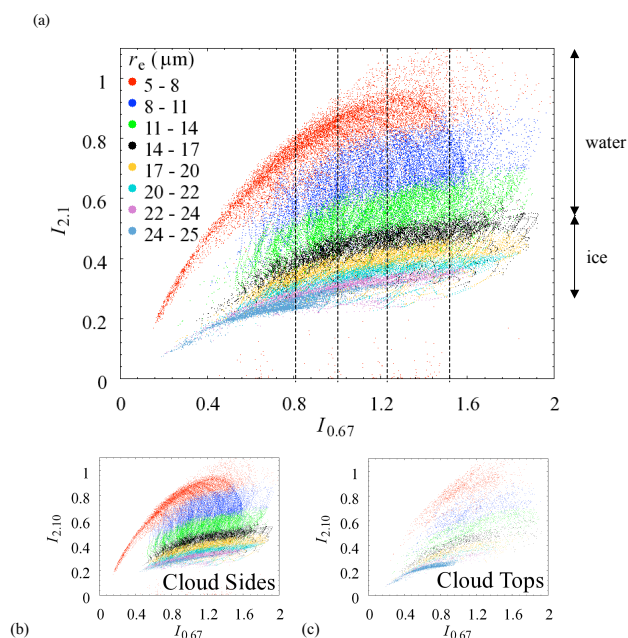 (a)
1
0.8
0.6
0.4
0.2
0
I2.1
re (μm)
5 - 8
8 - 11
11 - 14
14 - 17
17 - 20
20 - 22
22 - 24
24 - 25
water
ice
0 0.4 0.8 1.2 1.6 2
I0.67
1
0.8
0.6
0.4
0.2
0
I2.10
Cloud Sides
0 0.4 0.8 1.2 1.6 2
(b) I0.67
1
0.8
0.6
0.4
0.2
0
I2.10
Cloud Tops
0 0.4 0.8 1.2 1.6 2
(c) I0.67